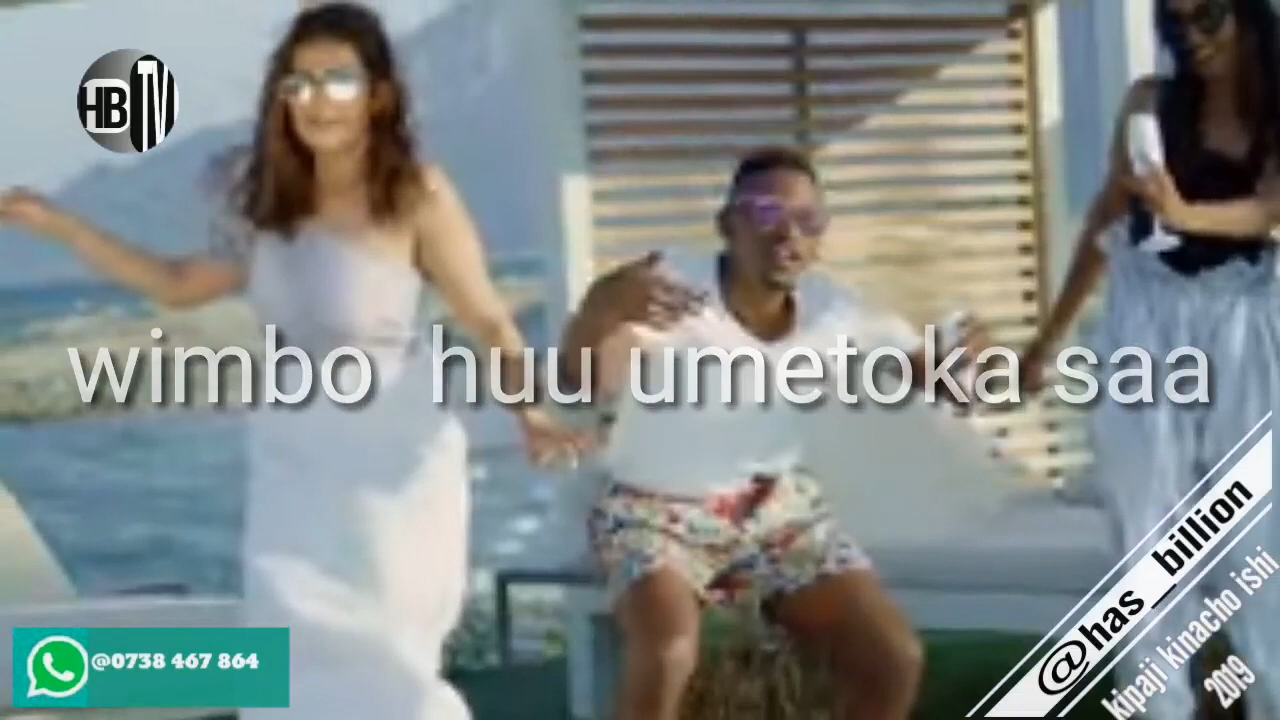 HB TV
wimbo huu umetoka saa
@0738 467 864
@has_billion
kipaji kinacho ishi
2019